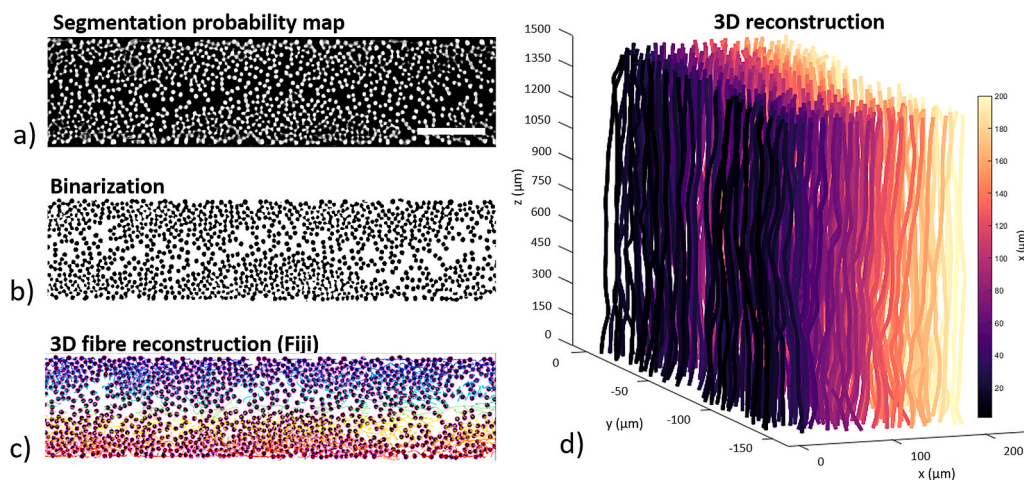 Segmentation probability map
a)
Binarization
b)
3D fibre reconstruction (Fiji)
c)
3D reconstruction
1500
1350
1200
1050
900
750
600
450
300
150
0
z (µm)
0
-50
-100
-150
y (µm)
0
100
200
x (µm)
200
180
160
140
120
100
80
60
40
20
x (µm)
d)